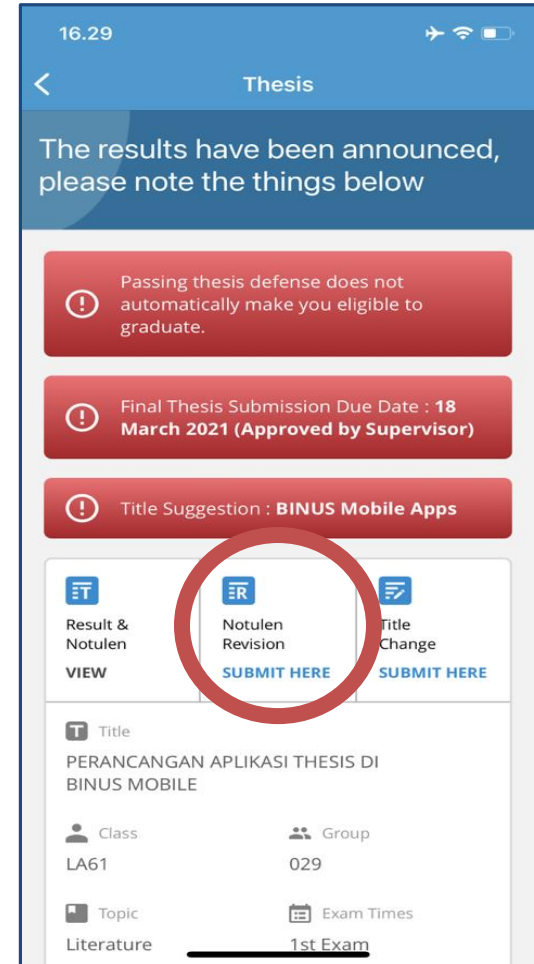 16.29
Thesis
The results have been announced,
please note the things below
Passing thesis defense does not
automatically make you eligible to
graduate.
Final Thesis Submission Due Date : 18
March 2021 (Approved by Supervisor)
Title Suggestion : BINUS Mobile Apps
T
R
Result &
Notulen
VIEW
Notulen
Revision
SUBMIT HERE
Title
Change
SUBMIT HERE
T Title
PERANCANGAN APLIKASI THESIS DI
BINUS MOBILE
Class
Group
LA61
029
Topic
Exam Times
Literature
1st Exam